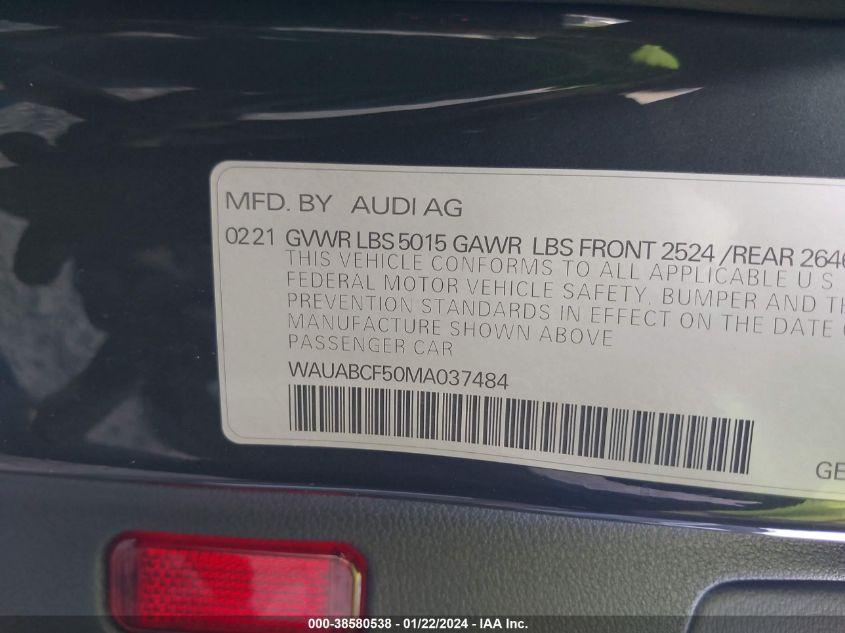 MFD. BY AUDI AG
0221 GVWR LBS 5015 GAWR LBS FRONT 2524 /REAR 2646
THIS VEHICLE CONFORMS TO ALL APPLICABLE U S
FEDERAL MOTOR VEHICLE SAFETY, BUMPER AND TH
PREVENTION STANDARDS IN EFFECT ON THE DATE O
MANUFACTURE SHOWN ABOVE
PASSENGER CAR
WAUABCF50MA037484
GE
000-38580538 - 01/22/2024 - IAA Inc.